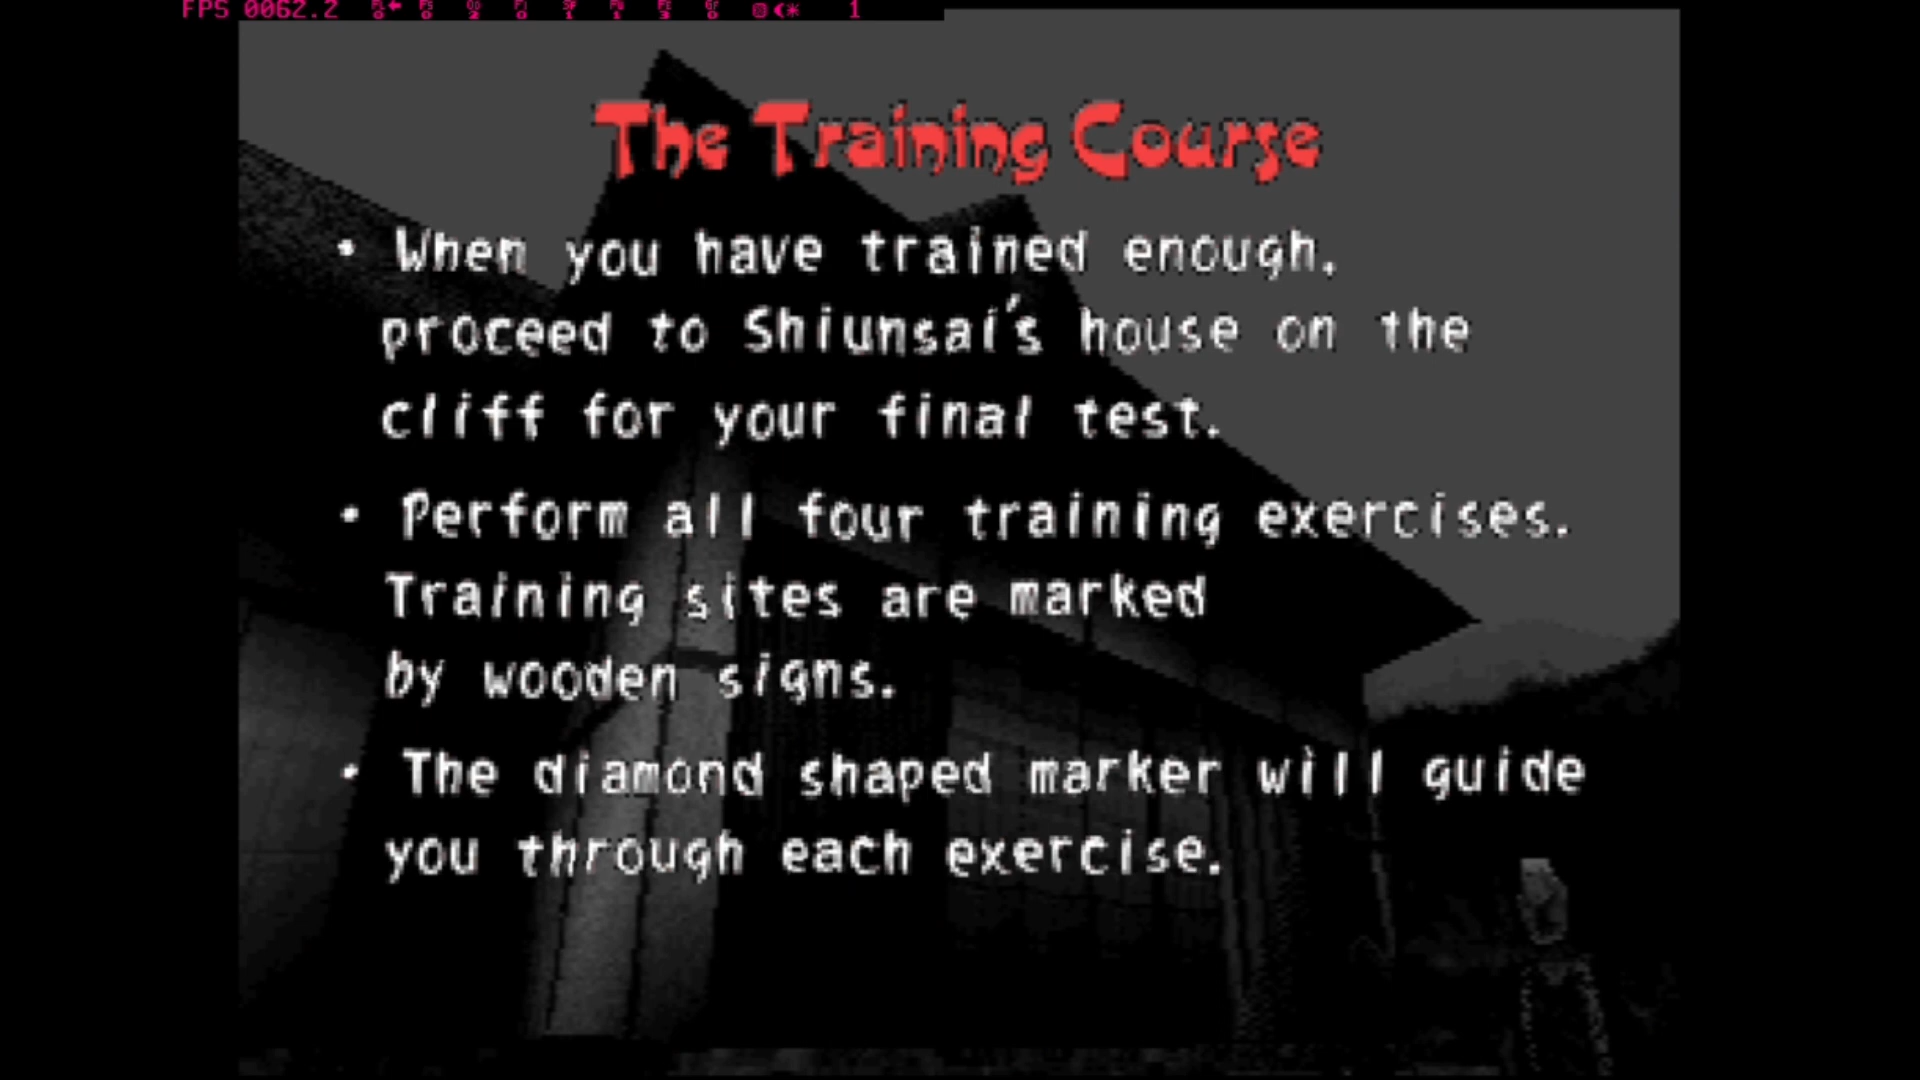 FPS 0062.2
1
The Training Course
• When you have trained enough.
proceed to Shiunsai's house on the
cliff for your final test.
• Perform all four training exercises.
Training sites are marked
by wooden signs.
• The diamond shaped marker will guide
you through each exercise.